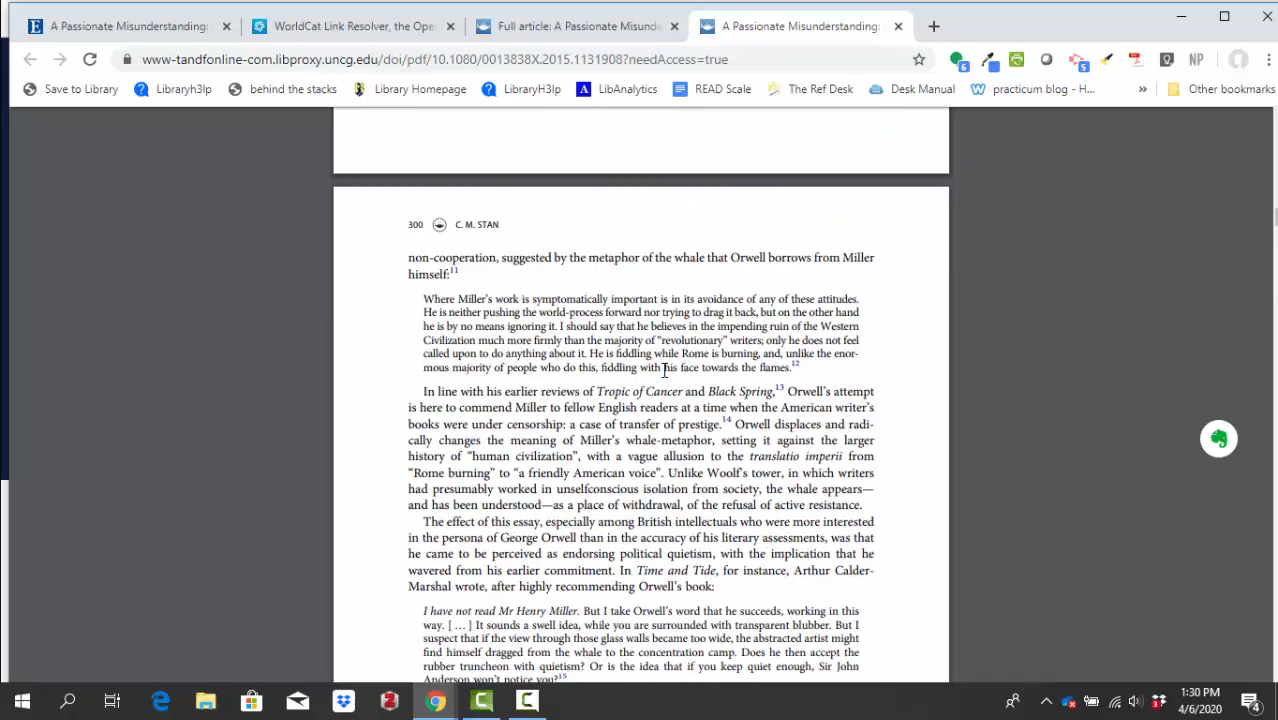 A Passionate Misunderstanding:
WorldCat Link Resolver, the Ope
Full article: A Passionate Misund
A Passionate Misunderstanding:
www-tandfonline-com.libproxy.uncg.edu/doi/pdf/10.1080/0013838X.2015.1131908?needAccess=true
6
5
NP
Save to Library
Libraryh3lp
behind the stacks
Library Homepage
LibraryH3lp
LibAnalytics
READ Scale
The Ref Desk
Desk Manual
practicum blog - H...
»
Other bookmarks
300 C. M. STAN
non-cooperation, suggested by the metaphor of the whale that Orwell borrows from Miller
himself:11
Where Miller's work is symptomatically important is in its avoidance of any of these attitudes.
He is neither pushing the world-process forward nor trying to drag it back, but on the other hand
he is by no means ignoring it. I should say that he believes in the impending ruin of the Western
Civilization much more firmly than the majority of "revolutionary" writers; only he does not feel
called upon to do anything about it. He is fiddling while Rome is burning, and, unlike the enor-
mous majority of people who do this, fiddling with his face towards the flames.12
In line with his earlier reviews of Tropic of Cancer and Black Spring,13 Orwell's attempt
is here to commend Miller to fellow English readers at a time when the American writer's
books were under censorship: a case of transfer of prestige.14 Orwell displaces and radi-
cally changes the meaning of Miller's whale-metaphor, setting it against the larger
history of "human civilization", with a vague allusion to the translatio imperii from
"Rome burning" to "a friendly American voice". Unlike Woolf's tower, in which writers
had presumably worked in unselfconscious isolation from society, the whale appears—
and has been understood—as a place of withdrawal, of the refusal of active resistance.
The effect of this essay, especially among British intellectuals who were more interested
in the persona of George Orwell than in the accuracy of his literary assessments, was that
he came to be perceived as endorsing political quietism, with the implication that he
wavered from his earlier commitment. In Time and Tide, for instance, Arthur Calder-
Marshal wrote, after highly recommending Orwell's book:
I have not read Mr Henry Miller. But I take Orwell's word that he succeeds, working in this
way. [ … ] It sounds a swell idea, while you are surrounded with transparent blubber. But I
suspect that if the view through those glass walls became too wide, the abstracted artist might
find himself dragged from the whale to the concentration camp. Does he then accept the
rubber truncheon with quietism? Or is the idea that if you keep quiet enough, Sir John
Anderson won't notice you?15
1:30 PM
4/6/2020
4